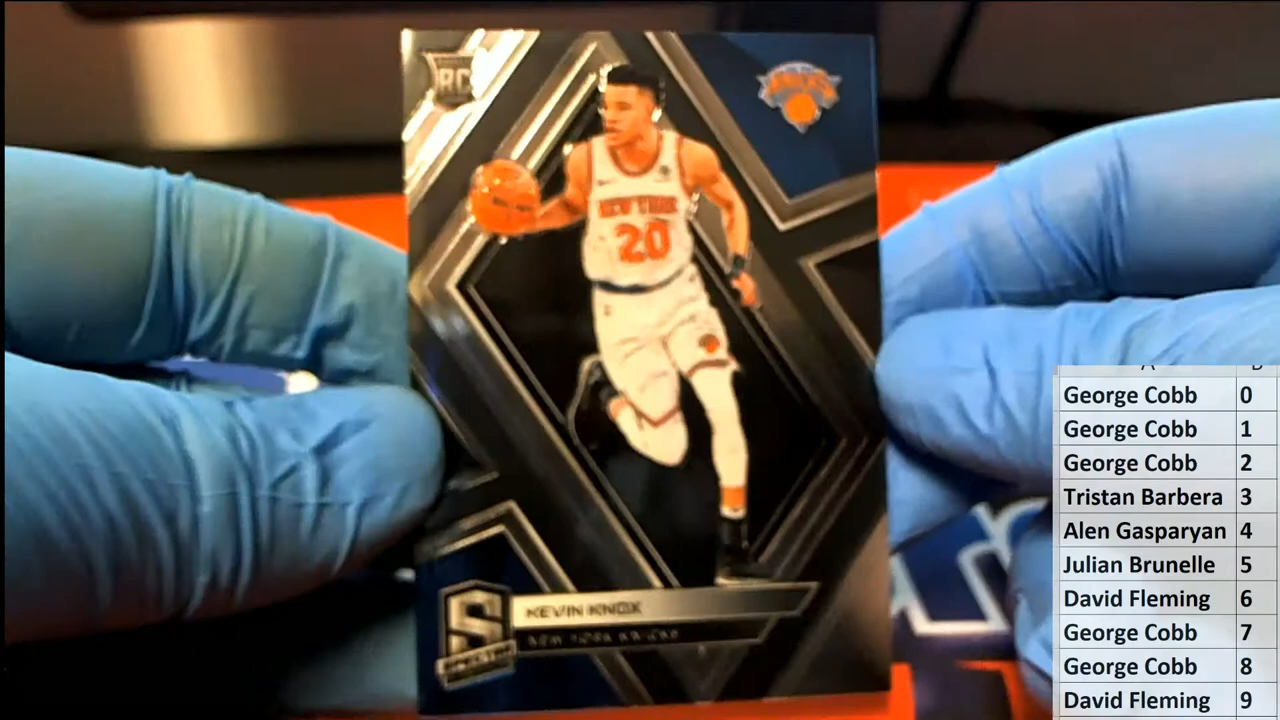 RC
KNICKS
NEW YORK
20
KEVIN KNOX
NEW YORK KNICKS
S
SPECTRA
A B
George Cobb 0
George Cobb 1
George Cobb 2
Tristan Barbera 3
Alen Gasparyan 4
Julian Brunelle 5
David Fleming 6
George Cobb 7
George Cobb 8
David Fleming 9